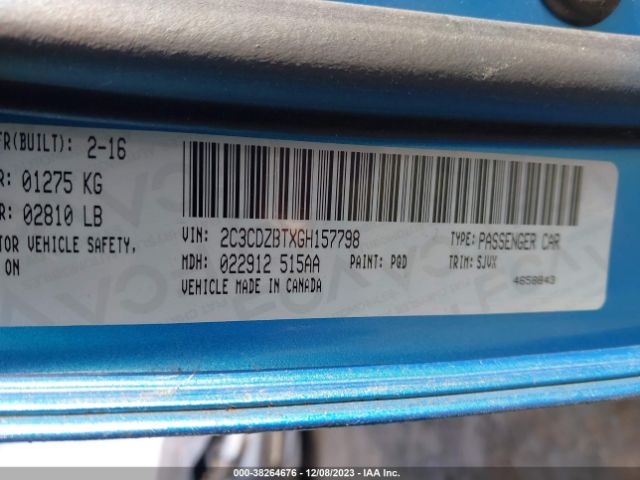 FR(BUILT): 2-16
R: 01275 KG
R: 02810 LB
TOR VEHICLE SAFETY,
ON
VIN: 2C3CDZBTXGH157798 TYPE: PASSENGER CAR
MDH: 022912 515AA PAINT: PQD TRIM: SJVX
VEHICLE MADE IN CANADA 4658843
000-38264676 - 12/08/2023 - IAA Inc.